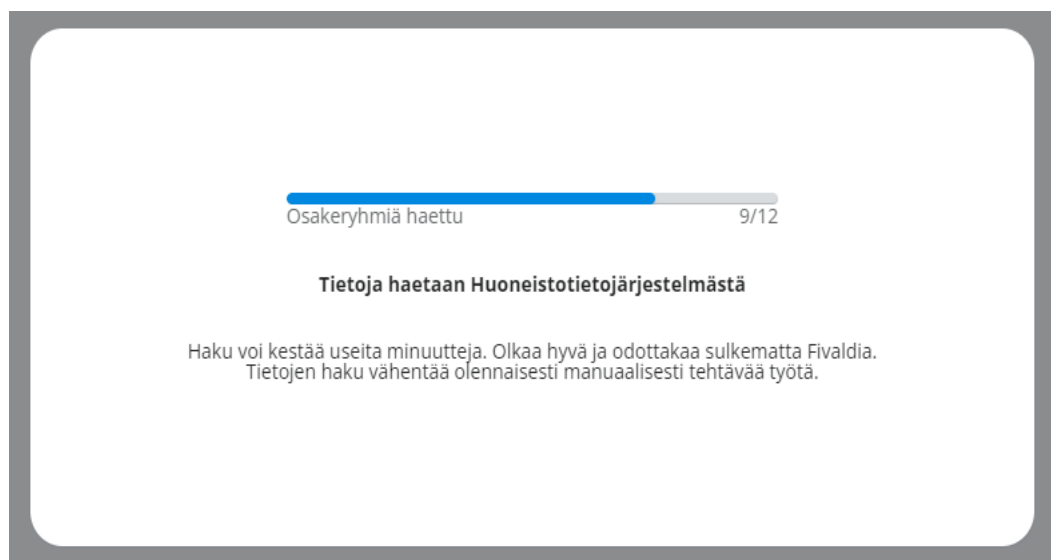 Osakeryhmiä haettu 9/12
Tietoja haetaan Huoneistotietojärjestelmästä
Haku voi kestää useita minuutteja. Olkaa hyvä ja odottakaa sulkematta Fivaldia.
Tietojen haku vähentää olennaisesti manuaalisesti tehtävää työtä.